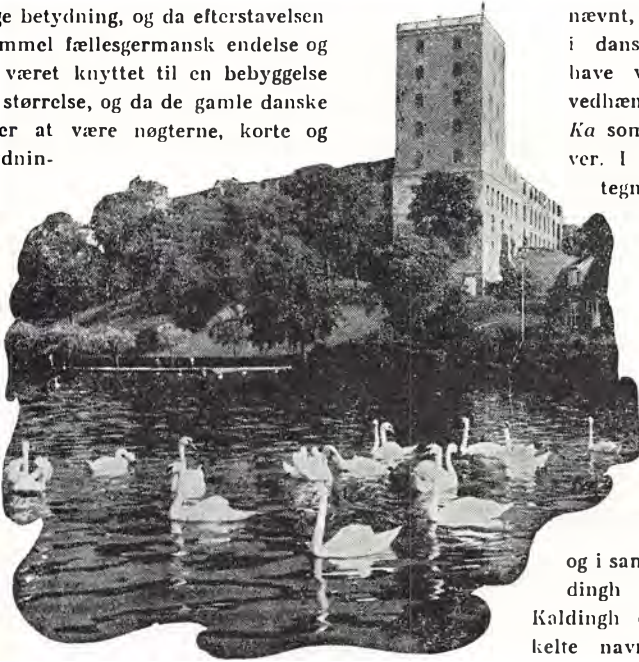 ge betydning, og da efterstavelsen
ammel fællesgermansk endelse og
været knyttet til en bebyggelse
størrelse, og da de gamle danske
er at være nøgterne, korte og
dnin-
nævnt,
i dans
have v
vedhæn
Ka som
ver. I
tegn
og i san
dingh
Kaldingh
kelte navn